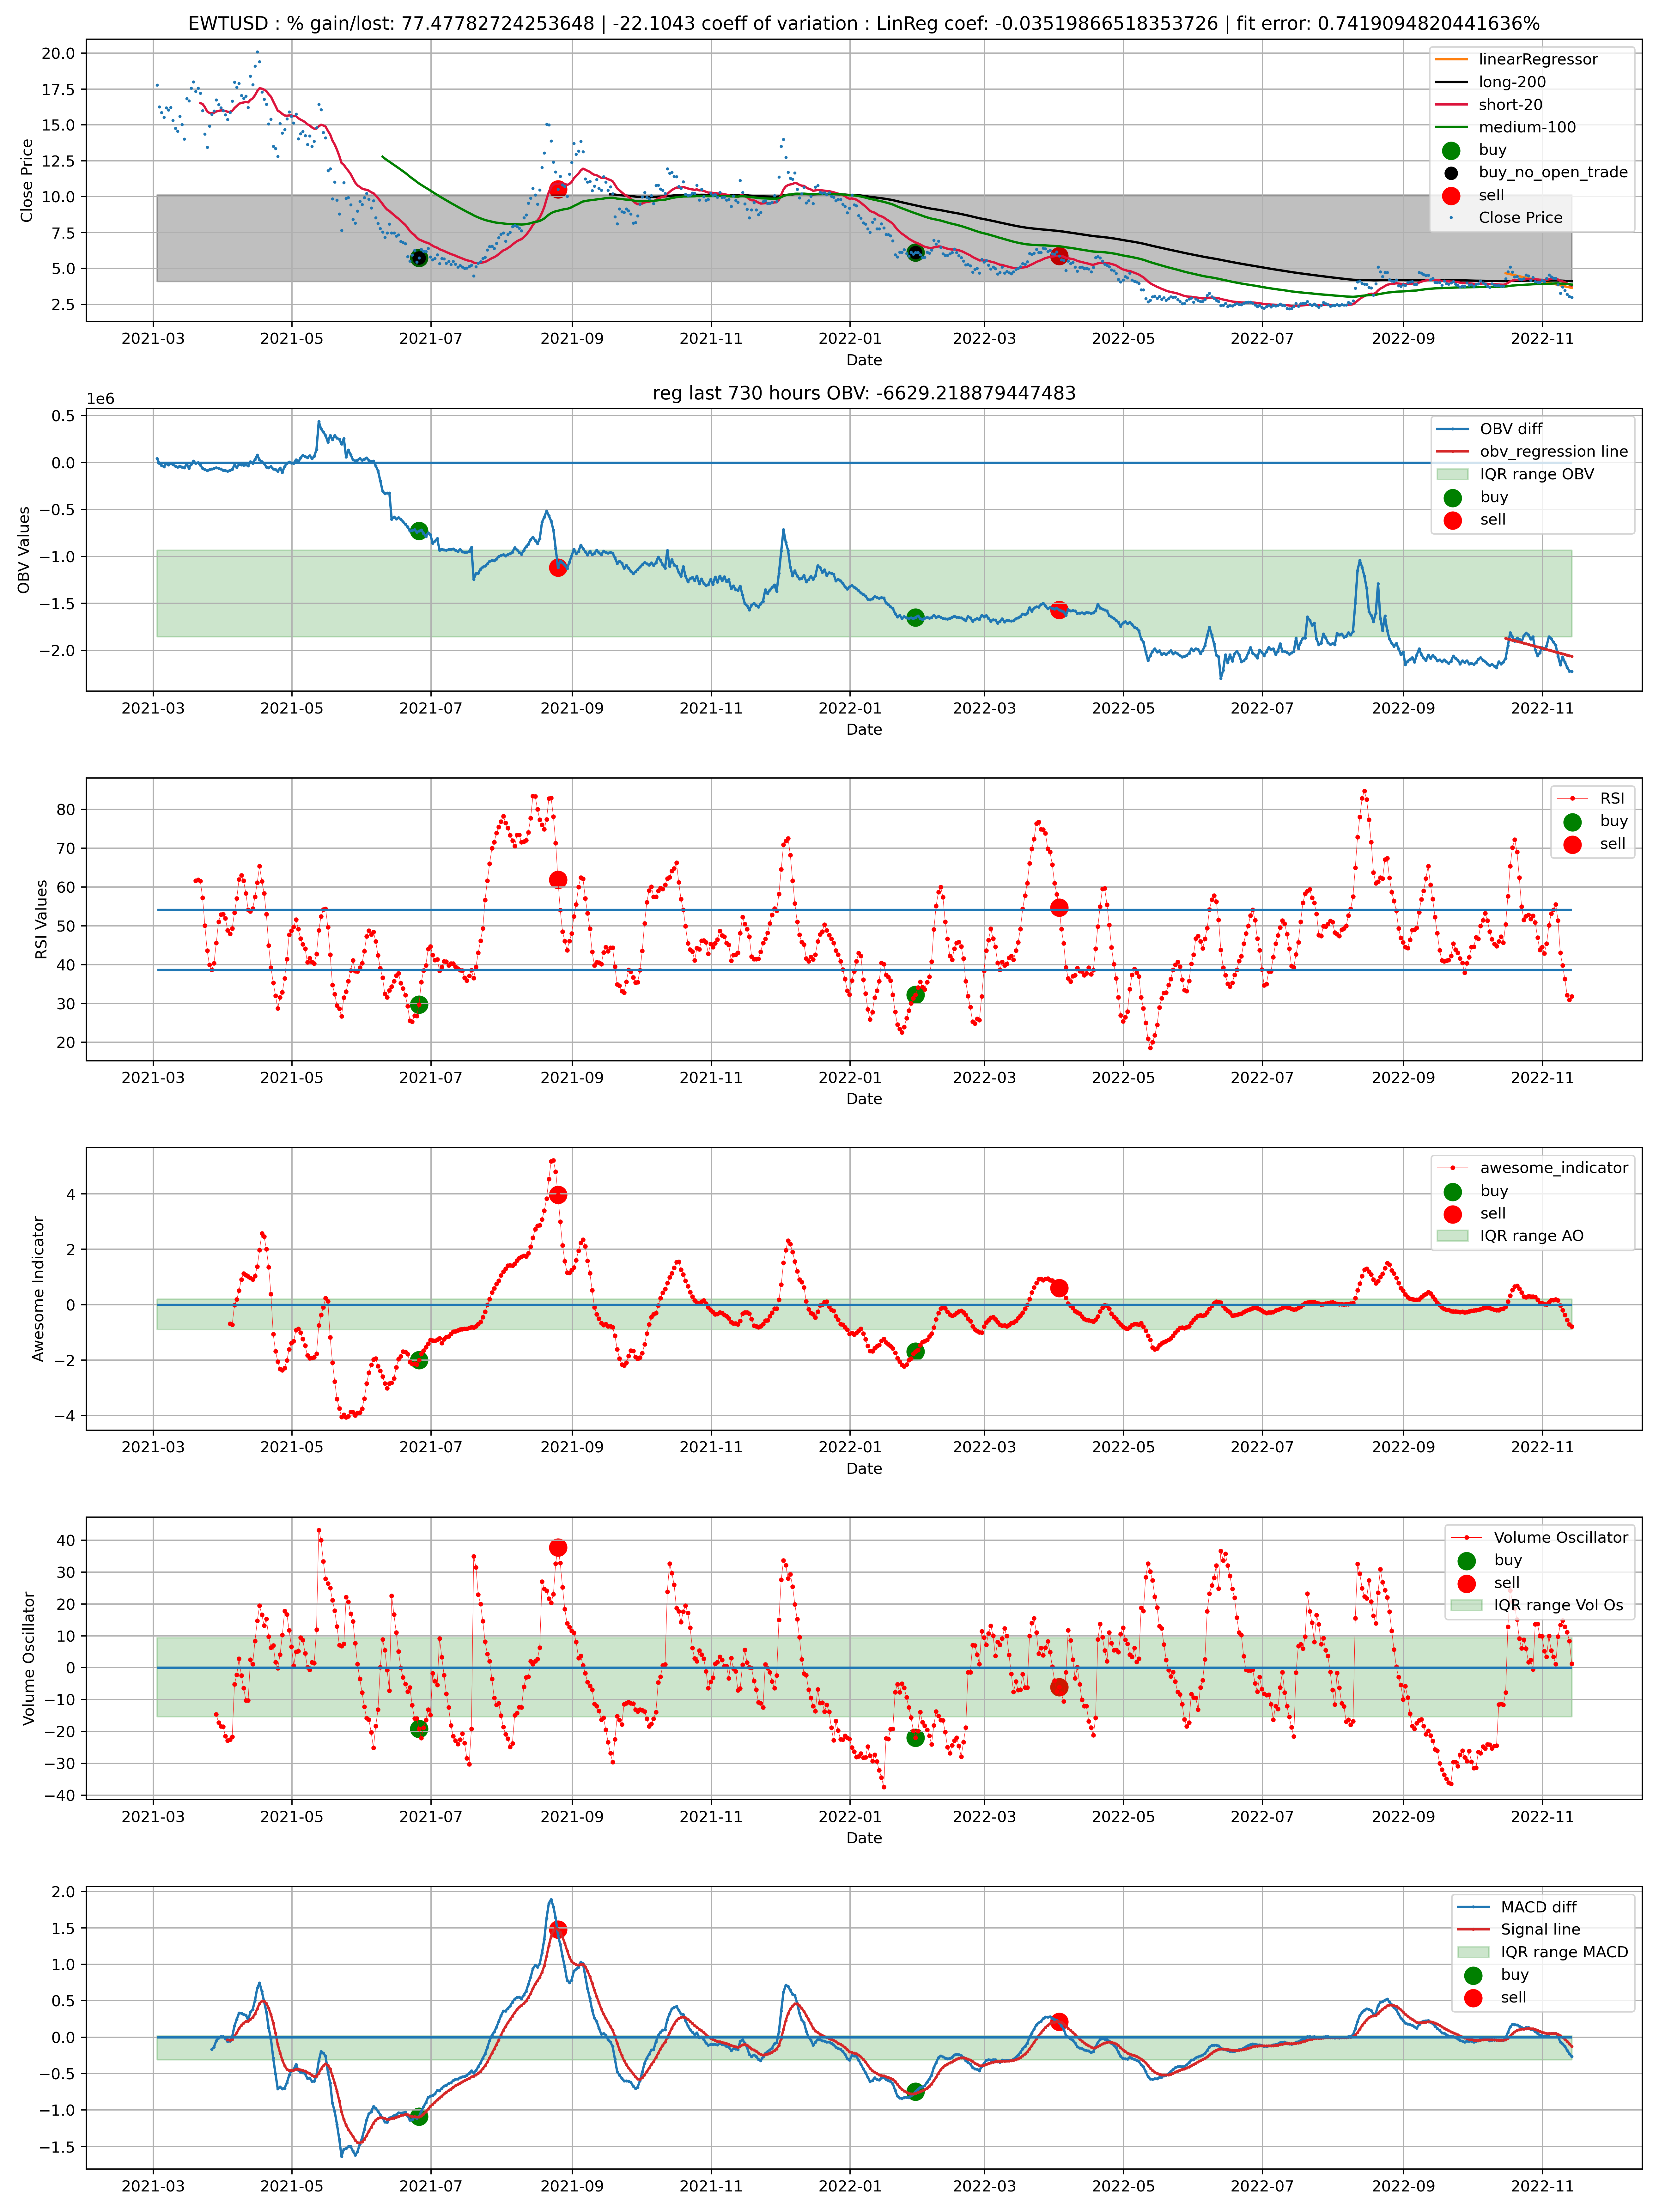 EWTUSD : % gain/lost: 77.47782724253648 | -22.1043 coeff of variation : LinReg coef: -0.03519866518353726 | fit error: 0.7419094820441636%
20.0
17.5
15.0
12.5
10.0
7.5
5.0
2.5
Close Price
linearRegressor
long-200
short-20
medium-100
buy
buy_no_open_trade
sell
Close Price
2021-03 2021-05 2021-07 2021-09 2021-11 2022-01 2022-03 2022-05 2022-07 2022-09 2022-11
Date
reg last 730 hours OBV: -6629.218879447483
1e6
0.5
0.0
−0.5
−1.0
−1.5
−2.0
OBV Values
OBV diff
obv_regression line
IQR range OBV
buy
sell
2021-03 2021-05 2021-07 2021-09 2021-11 2022-01 2022-03 2022-05 2022-07 2022-09 2022-11
Date
80
70
60
50
40
30
20
RSI Values
RSI
buy
sell
2021-03 2021-05 2021-07 2021-09 2021-11 2022-01 2022-03 2022-05 2022-07 2022-09 2022-11
Date
4
2
0
−2
−4
Awesome Indicator
awesome_indicator
buy
sell
IQR range AO
2021-03 2021-05 2021-07 2021-09 2021-11 2022-01 2022-03 2022-05 2022-07 2022-09 2022-11
Date
40
30
20
10
0
−10
−20
−30
−40
Volume Oscillator
Volume Oscillator
buy
sell
IQR range Vol Os
2021-03 2021-05 2021-07 2021-09 2021-11 2022-01 2022-03 2022-05 2022-07 2022-09 2022-11
Date
2.0
1.5
1.0
0.5
0.0
−0.5
−1.0
−1.5
MACD diff
Signal line
IQR range MACD
buy
sell
2021-03 2021-05 2021-07 2021-09 2021-11 2022-01 2022-03 2022-05 2022-07 2022-09 2022-11